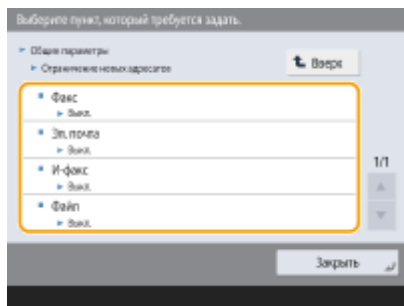 Выберите пункт, который требуется задать.
Общие параметры
Ограничение новых адресатов
Вверх
Факс
Выкл.
Эл. почта
Выкл.
И-факс
Выкл.
Файл
Выкл.
1/1
Закрыть